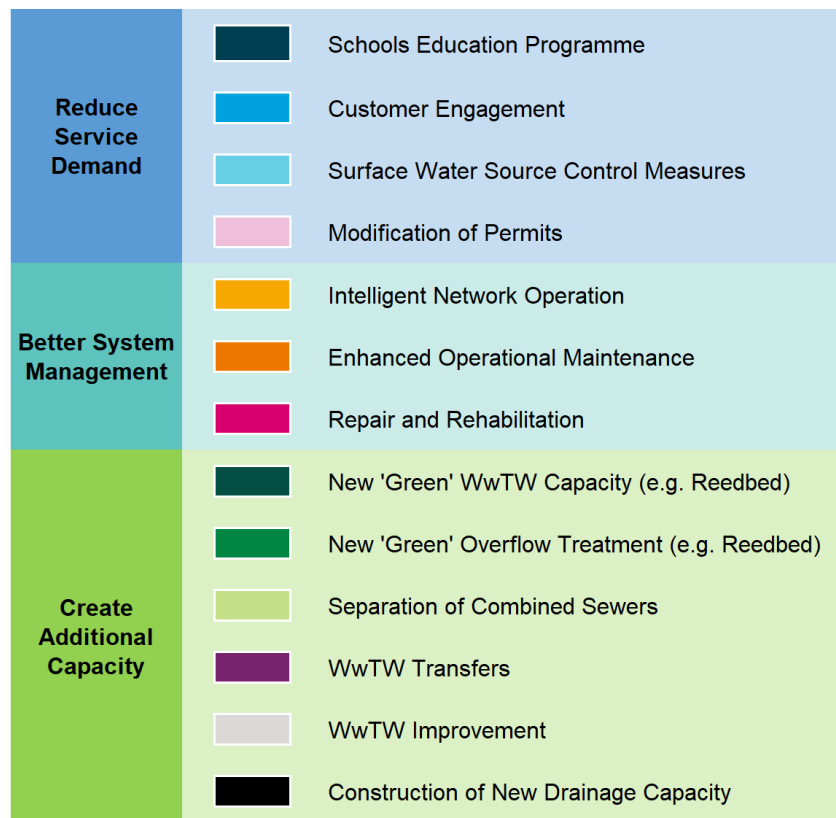 Reduce
Service
Demand
Schools Education Programme
Customer Engagement
Surface Water Source Control Measures
Modification of Permits
Better System
Management
Intelligent Network Operation
Enhanced Operational Maintenance
Repair and Rehabilitation
Create
Additional
Capacity
New 'Green' WwTW Capacity (e.g. Reedbed)
New 'Green' Overflow Treatment (e.g. Reedbed)
Separation of Combined Sewers
WwTW Transfers
WwTW Improvement
Construction of New Drainage Capacity